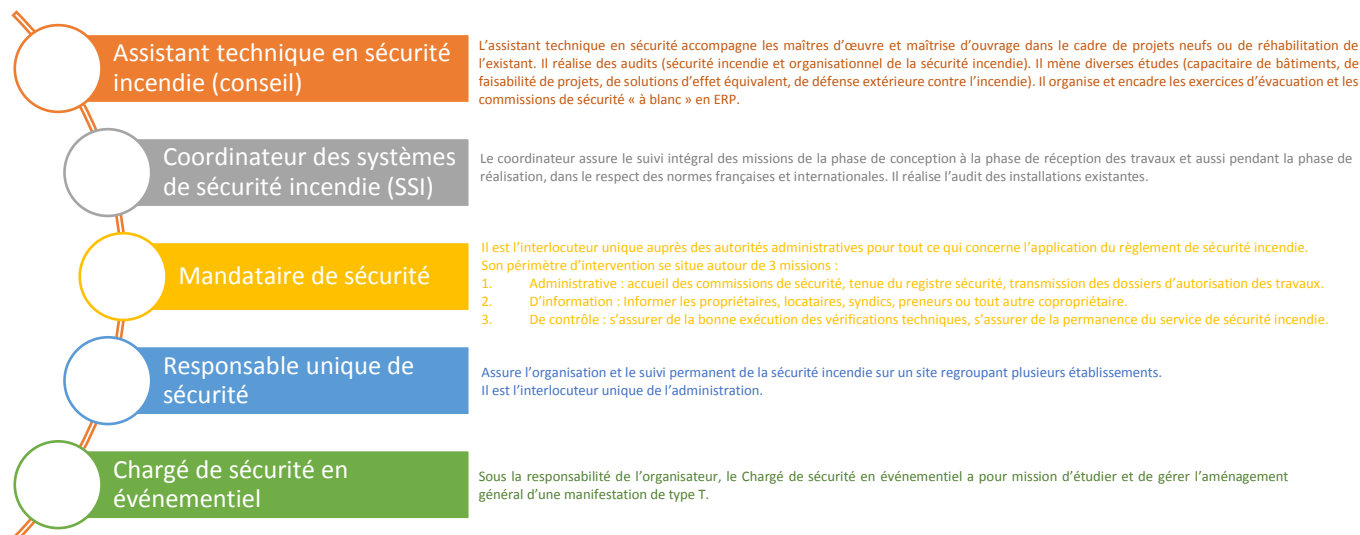 Assistant technique en sécurité
incendie (conseil)
L'assistant technique en sécurité accompagne les maîtres d'œuvre et maîtrise d'ouvrage dans le cadre de projets neufs ou de réhabilitation de
l'existant. Il réalise des audits (sécurité incendie et organisationnel de la sécurité incendie). Il mène diverses études (capacitaire de bâtiments, de
faisabilité de projets, de solutions d'effet équivalent, de défense extérieure contre l'incendie). Il organise et encadre les exercices d'évacuation et les
commissions de sécurité « à blanc » en ERP.
Coordinateur des systèmes
de sécurité incendie (SSI)
Le coordinateur assure le suivi intégral des missions de la phase de conception à la phase de réception des travaux et aussi pendant la phase de
réalisation, dans le respect des normes françaises et internationales. Il réalise l'audit des installations existantes.
Mandataire de sécurité
Il est l'interlocuteur unique auprès des autorités administratives pour tout ce qui concerne l'application du règlement de sécurité incendie.
Son périmètre d'intervention se situe autour de 3 missions :
1. Administrative : accueil des commissions de sécurité, tenue du registre sécurité, transmission des dossiers d'autorisation des travaux.
2. D'information : Informer les propriétaires, locataires, syndics, preneurs ou tout autre copropriétaire.
3. De contrôle : s'assurer de la bonne exécution des vérifications techniques, s'assurer de la permanence du service de sécurité incendie.
Responsable unique de
sécurité
Assure l'organisation et le suivi permanent de la sécurité incendie sur un site regroupant plusieurs établissements.
Il est l'interlocuteur unique de l'administration.
Chargé de sécurité en
événementiel
Sous la responsabilité de l'organisateur, le Chargé de sécurité en événementiel a pour mission d'étudier et de gérer l'aménagement
général d'une manifestation de type T.